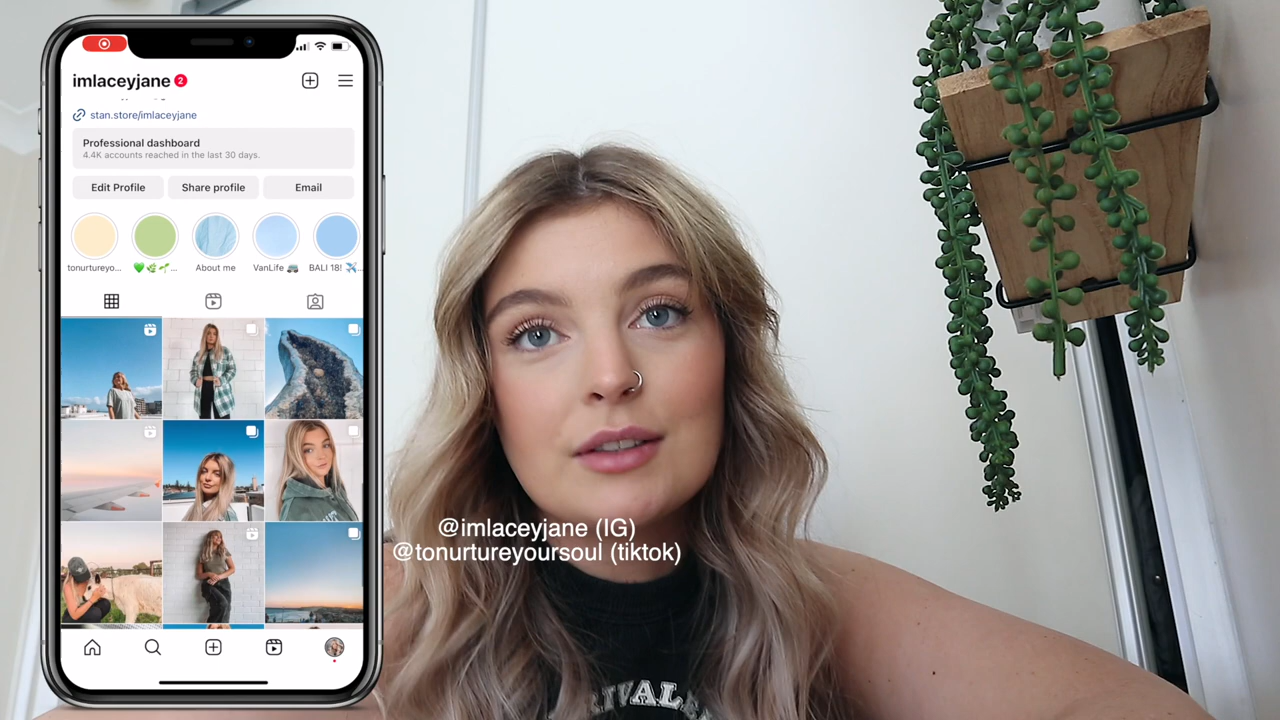 imlaceyjane 2
stan.store/imlaceyjane
Professional dashboard
4.4K accounts reached in the last 30 days.
Edit Profile
Share profile
Email
tonurtureyo...
💚🌿🌱...
About me
VanLife 🚐
BALI 18! ✈️...
@imlaceyjane (IG)
@tonurtureyoursoul (tiktok)